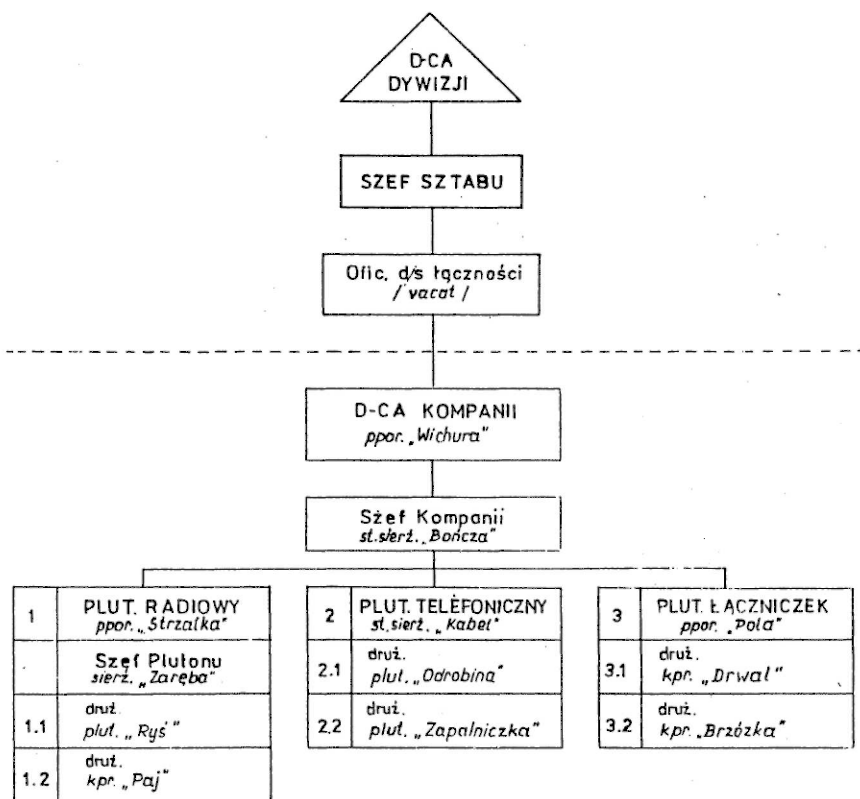 D-CA
DYWIZJI
SZEF SZTABU
Ofic. d/s łączności
/ vacat /
D-CA KOMPANII
ppor. „Wichura"
Szef Kompanii
st. sierż. „Bończa"
1 PLUT. RADIOWY
ppor. „Strzałka"
Szef Plutonu
sierż. „Zaręba"
1.1 druż.
plut. „Ryś"
1.2 druż.
kpr. „Paj"
2 PLUT. TELEFONICZNY
st. sierż. „Kabel"
2.1 druż.
plut. „Odrobina"
2.2 druż.
plut. „Zapalniczka"
3 PLUT. ŁĄCZNICZEK
ppor. „Pola"
3.1 druż.
kpr. „Drwal"
3.2 druż.
kpr. „Brzózka"